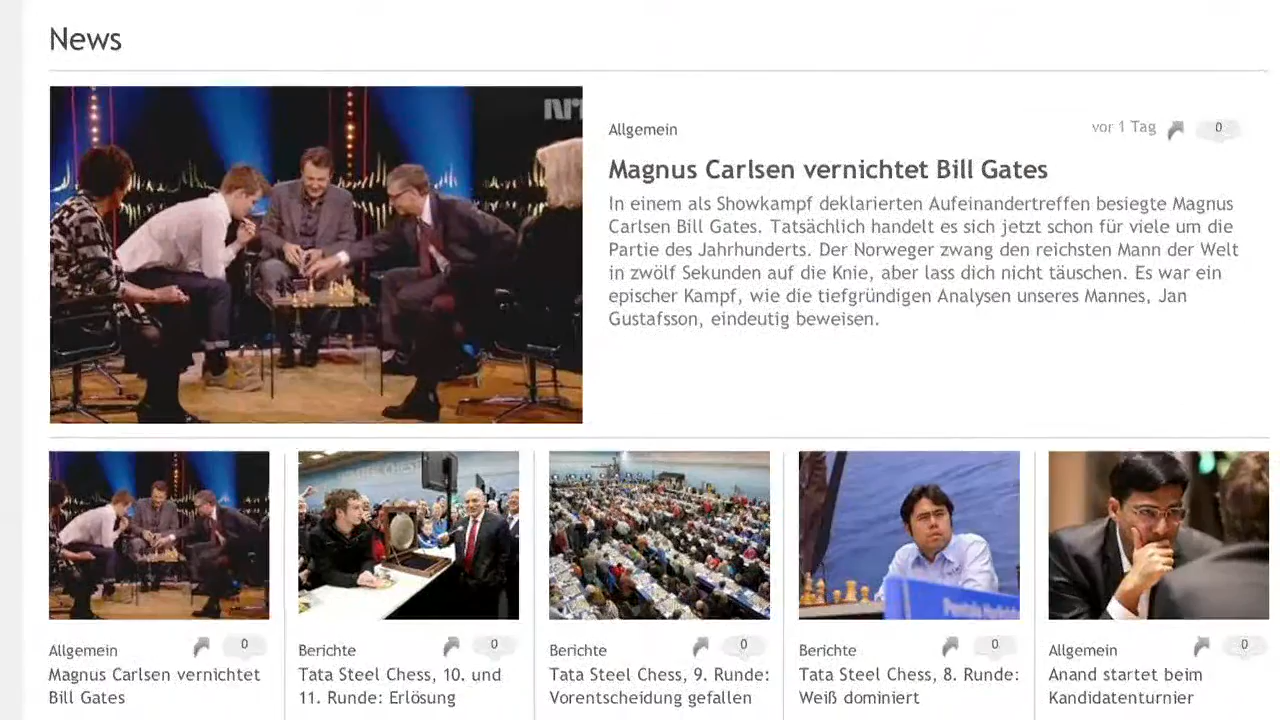 News
nrk
Allgemein
vor 1 Tag
0
Magnus Carlsen vernichtet Bill Gates
In einem als Showkampf deklarierten Aufeinandertreffen besiegte Magnus
Carlsen Bill Gates. Tatsächlich handelt es sich jetzt schon für viele um die
Partie des Jahrhunderts. Der Norweger zwang den reichsten Mann der Welt
in zwölf Sekunden auf die Knie, aber lass dich nicht täuschen. Es war ein
epischer Kampf, wie die tiefgründigen Analysen unseres Mannes, Jan
Gustafsson, eindeutig beweisen.
Allgemein
0
Magnus Carlsen vernichtet
Bill Gates
Berichte
0
Tata Steel Chess, 10. und
11. Runde: Erlösung
Berichte
0
Tata Steel Chess, 9. Runde:
Vorentscheidung gefallen
Berichte
0
Tata Steel Chess, 8. Runde:
Weiß dominiert
Allgemein
0
Anand startet beim
Kandidatenturnier